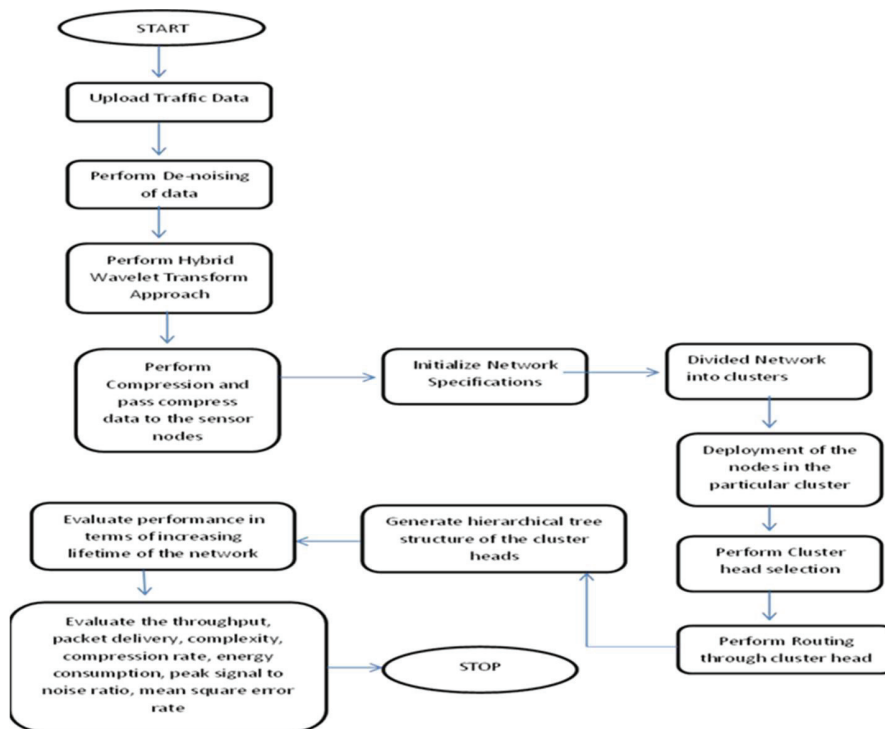 START
Upload Traffic Data
Perform De-noising
of data
Perform Hybrid
Wavelet Transform
Approach
Perform
Compression and
pass compress
data to the sensor
nodes
Initialize Network
Specifications
Divided Network
into clusters
Deployment of the
nodes in the
particular cluster
Perform Cluster
head selection
Perform Routing
through cluster head
Generate hierarchical tree
structure of the cluster
heads
Evaluate performance in
terms of increasing
lifetime of the network
Evaluate the throughput,
packet delivery, complexity,
compression rate, energy
consumption, peak signal to
noise ratio, mean square error
rate
STOP